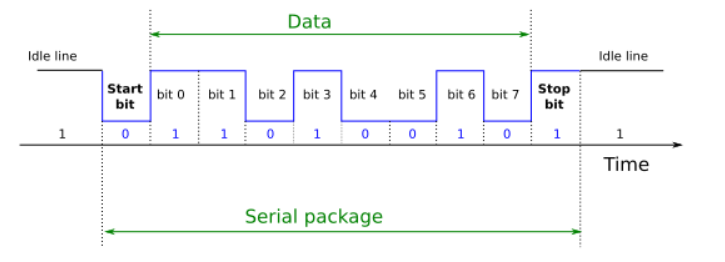 Data
Idle line Idle line
Start bit 0 bit 1 bit 2 bit 3 bit 4 bit 5 bit 6 bit 7 Stop
bit bit
1 0 1 1 0 1 0 0 1 0 1 1
Time
Serial package